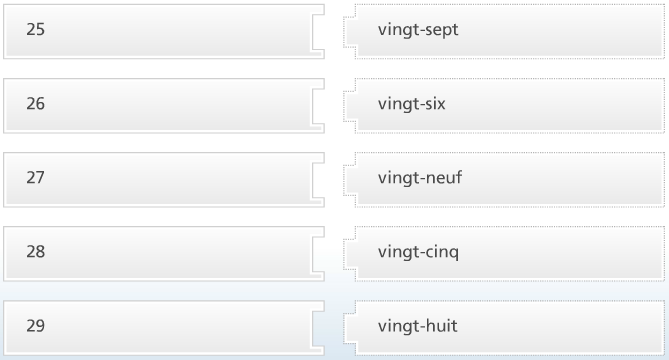 25 vingt-sept
26 vingt-six
27 vingt-neuf
28 vingt-cinq
29 vingt-huit